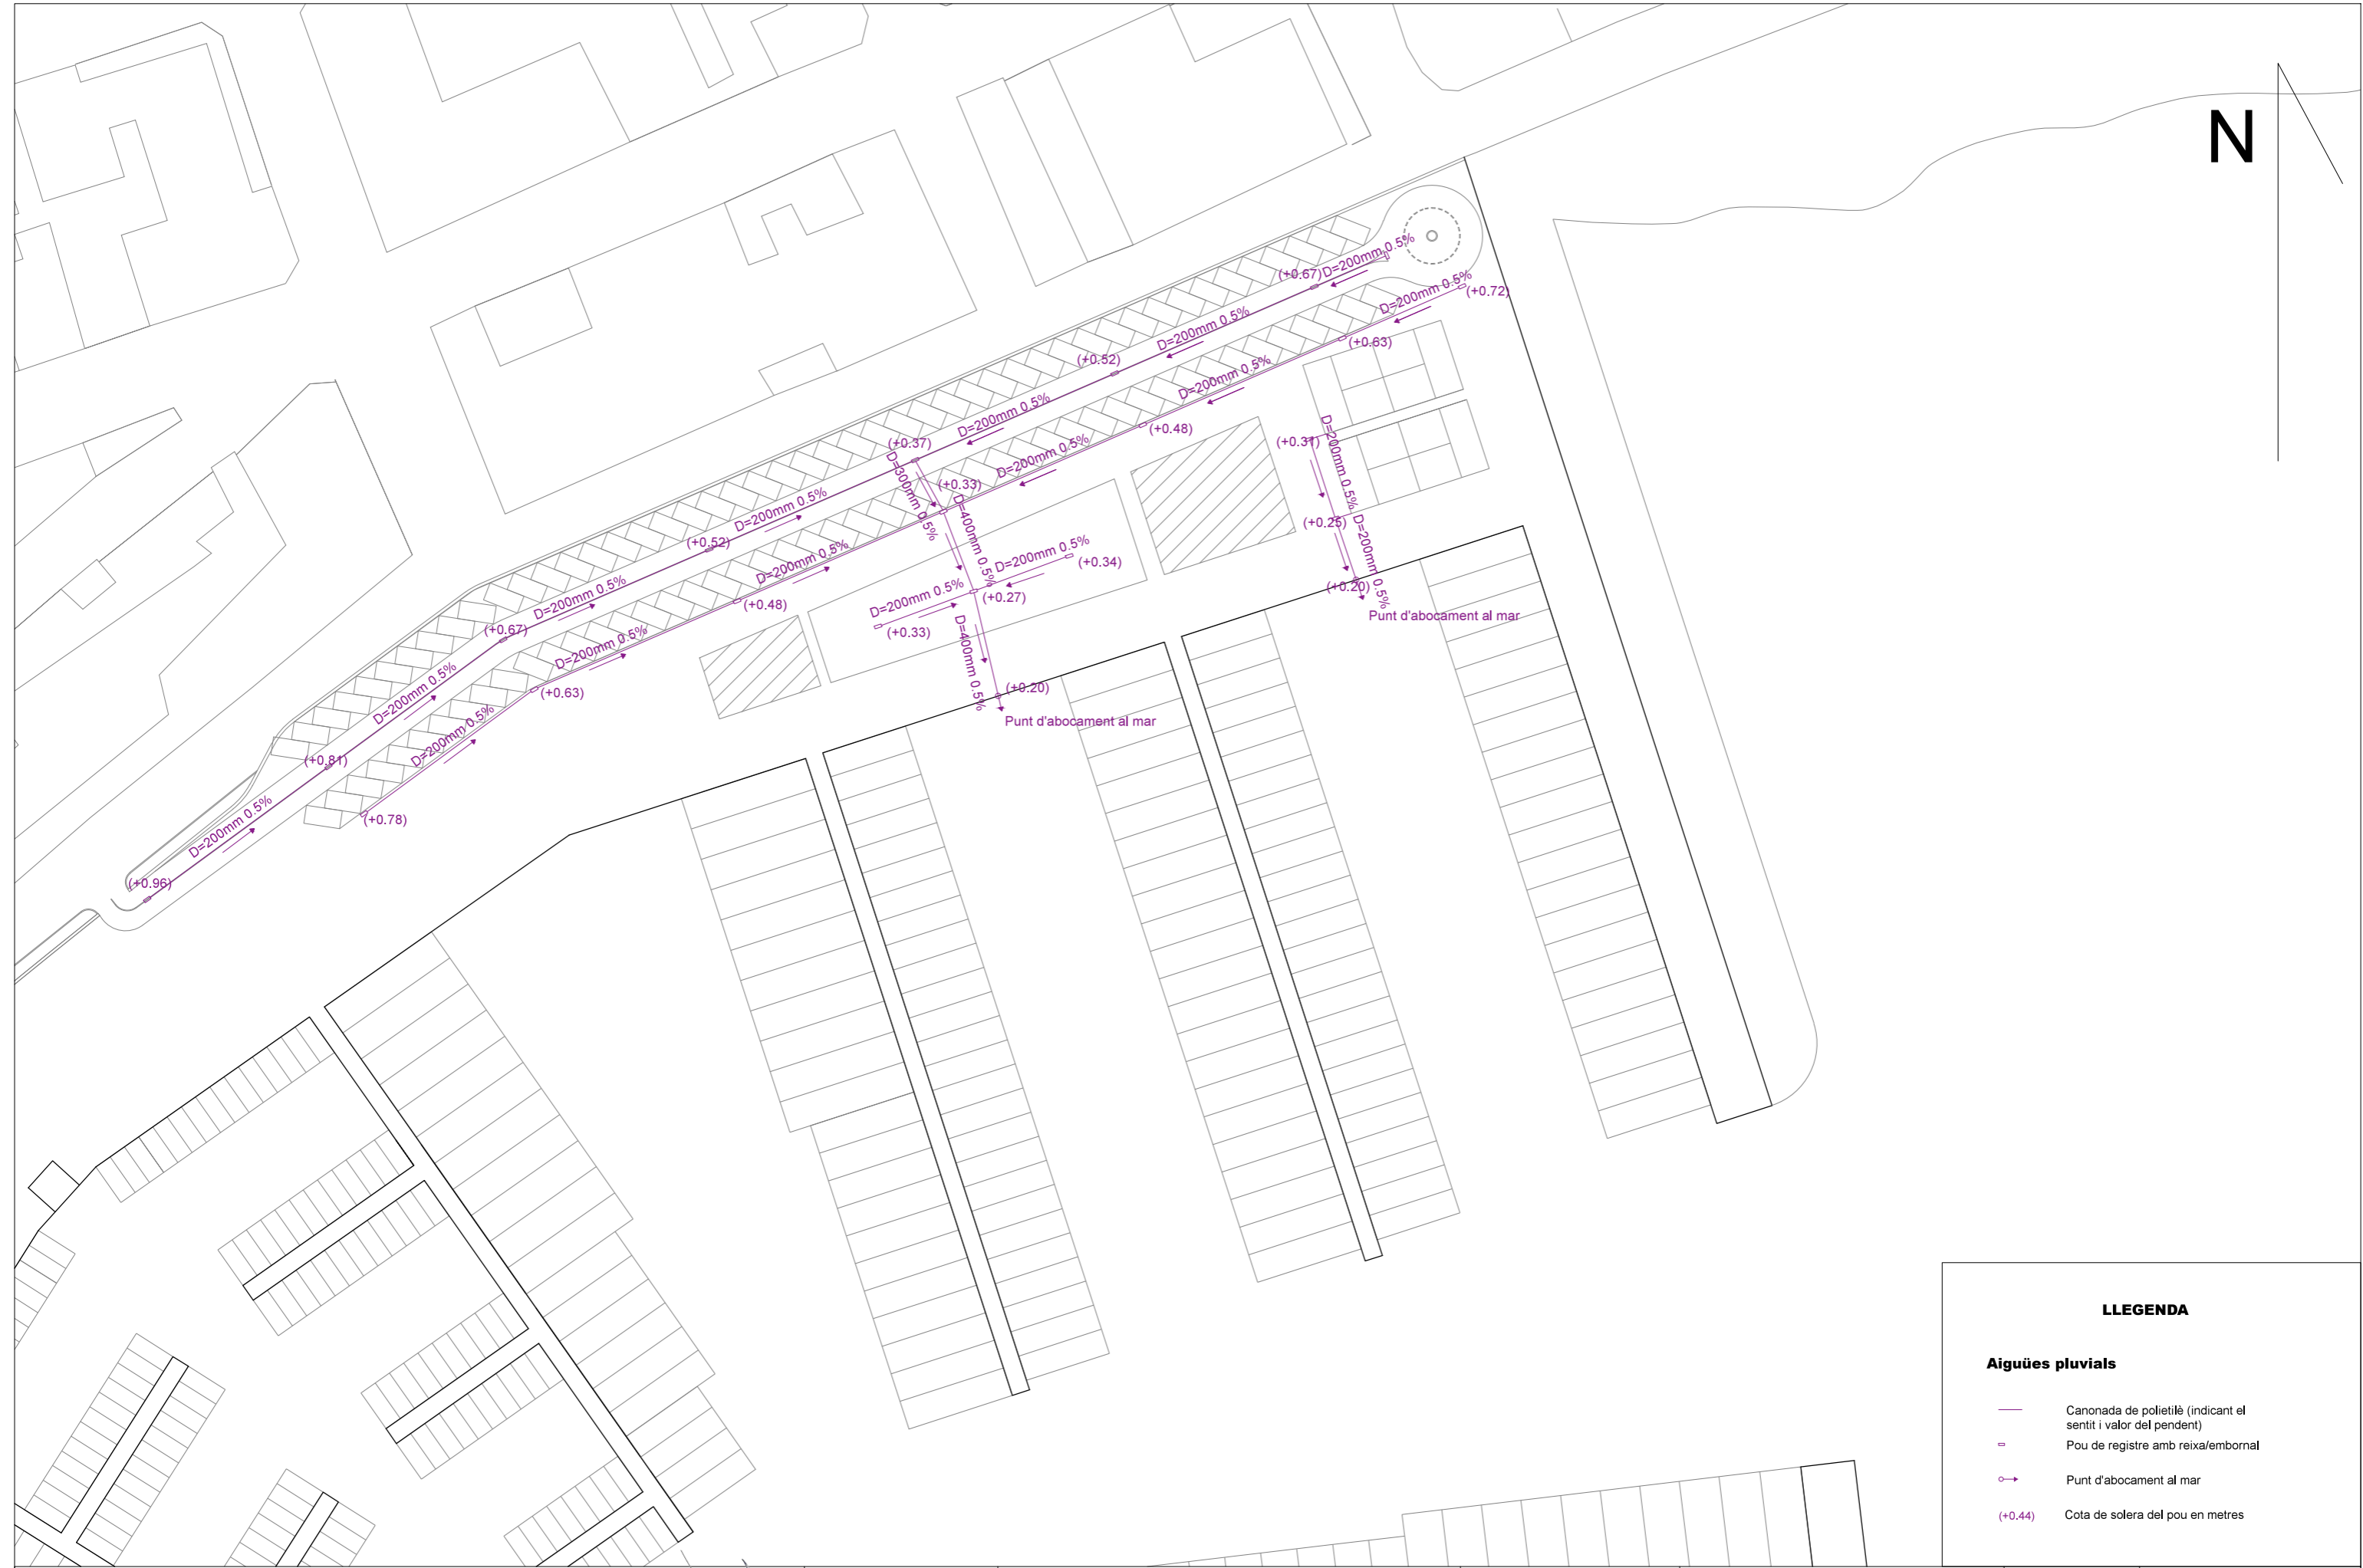 N
D=200mm 0.5%
(+0.67)
D=200mm 0.5%
(+0.72)
D=200mm 0.5%
(+0.63)
(+0.52)
D=200mm 0.5%
D=200mm 0.5%
(+0.37)
(+0.48)
D=200mm 0.5%
(+0.31)
D=200mm 0.5%
D=300mm 0.5%
(+0.33)
D=400mm 0.5%
D=200mm 0.5%
(+0.52)
(+0.25)
D=200mm 0.5%
D=200mm 0.5%
D=200mm 0.5%
(+0.34)
D=200mm 0.5%
(+0.27)
(+0.20)
D=200mm 0.5%
(+0.48)
(+0.33)
Punt d'abocament al mar
(+0.67)
D=400mm 0.5%
D=200mm 0.5%
D=200mm 0.5%
(+0.63)
(+0.20)
Punt d'abocament al mar
D=200mm 0.5%
(+0.81)
D=200mm 0.5%
(+0.78)
(+0.96)
LLEGENDA
Aiguües pluvials
Canonada de polietilè (indicant el
sentit i valor del pendent)
Pou de registre amb reixa/embornal
Punt d'abocament al mar
(+0.44) Cota de solera del pou en metres